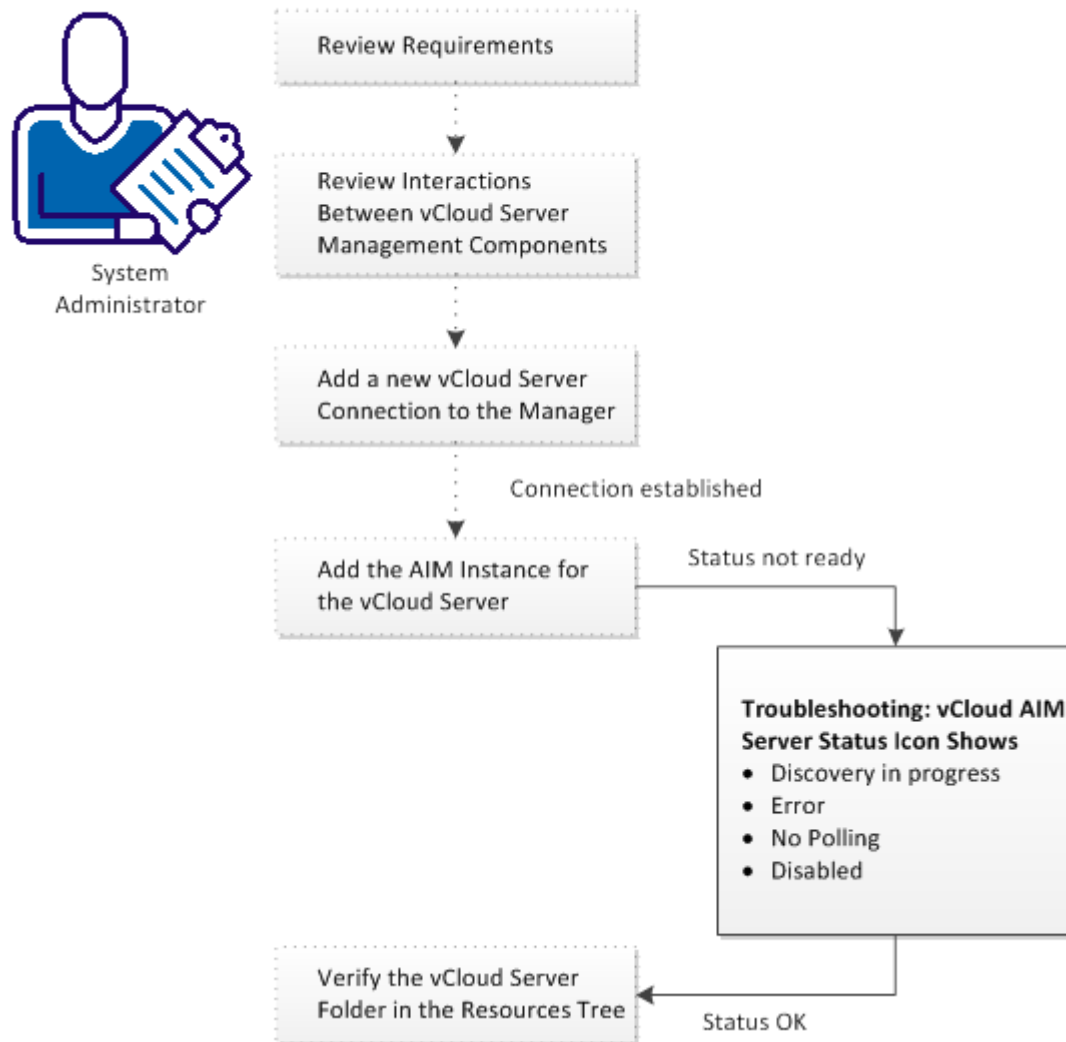 Review Requirements
System
Administrator
Review Interactions
Between vCloud Server
Management Components
Add a new vCloud Server
Connection to the Manager
Connection established
Add the AIM Instance for
the vCloud Server
Status not ready
Troubleshooting: vCloud AIM
Server Status Icon Shows
• Discovery in progress
• Error
• No Polling
• Disabled
Verify the vCloud Server
Folder in the Resources Tree
Status OK